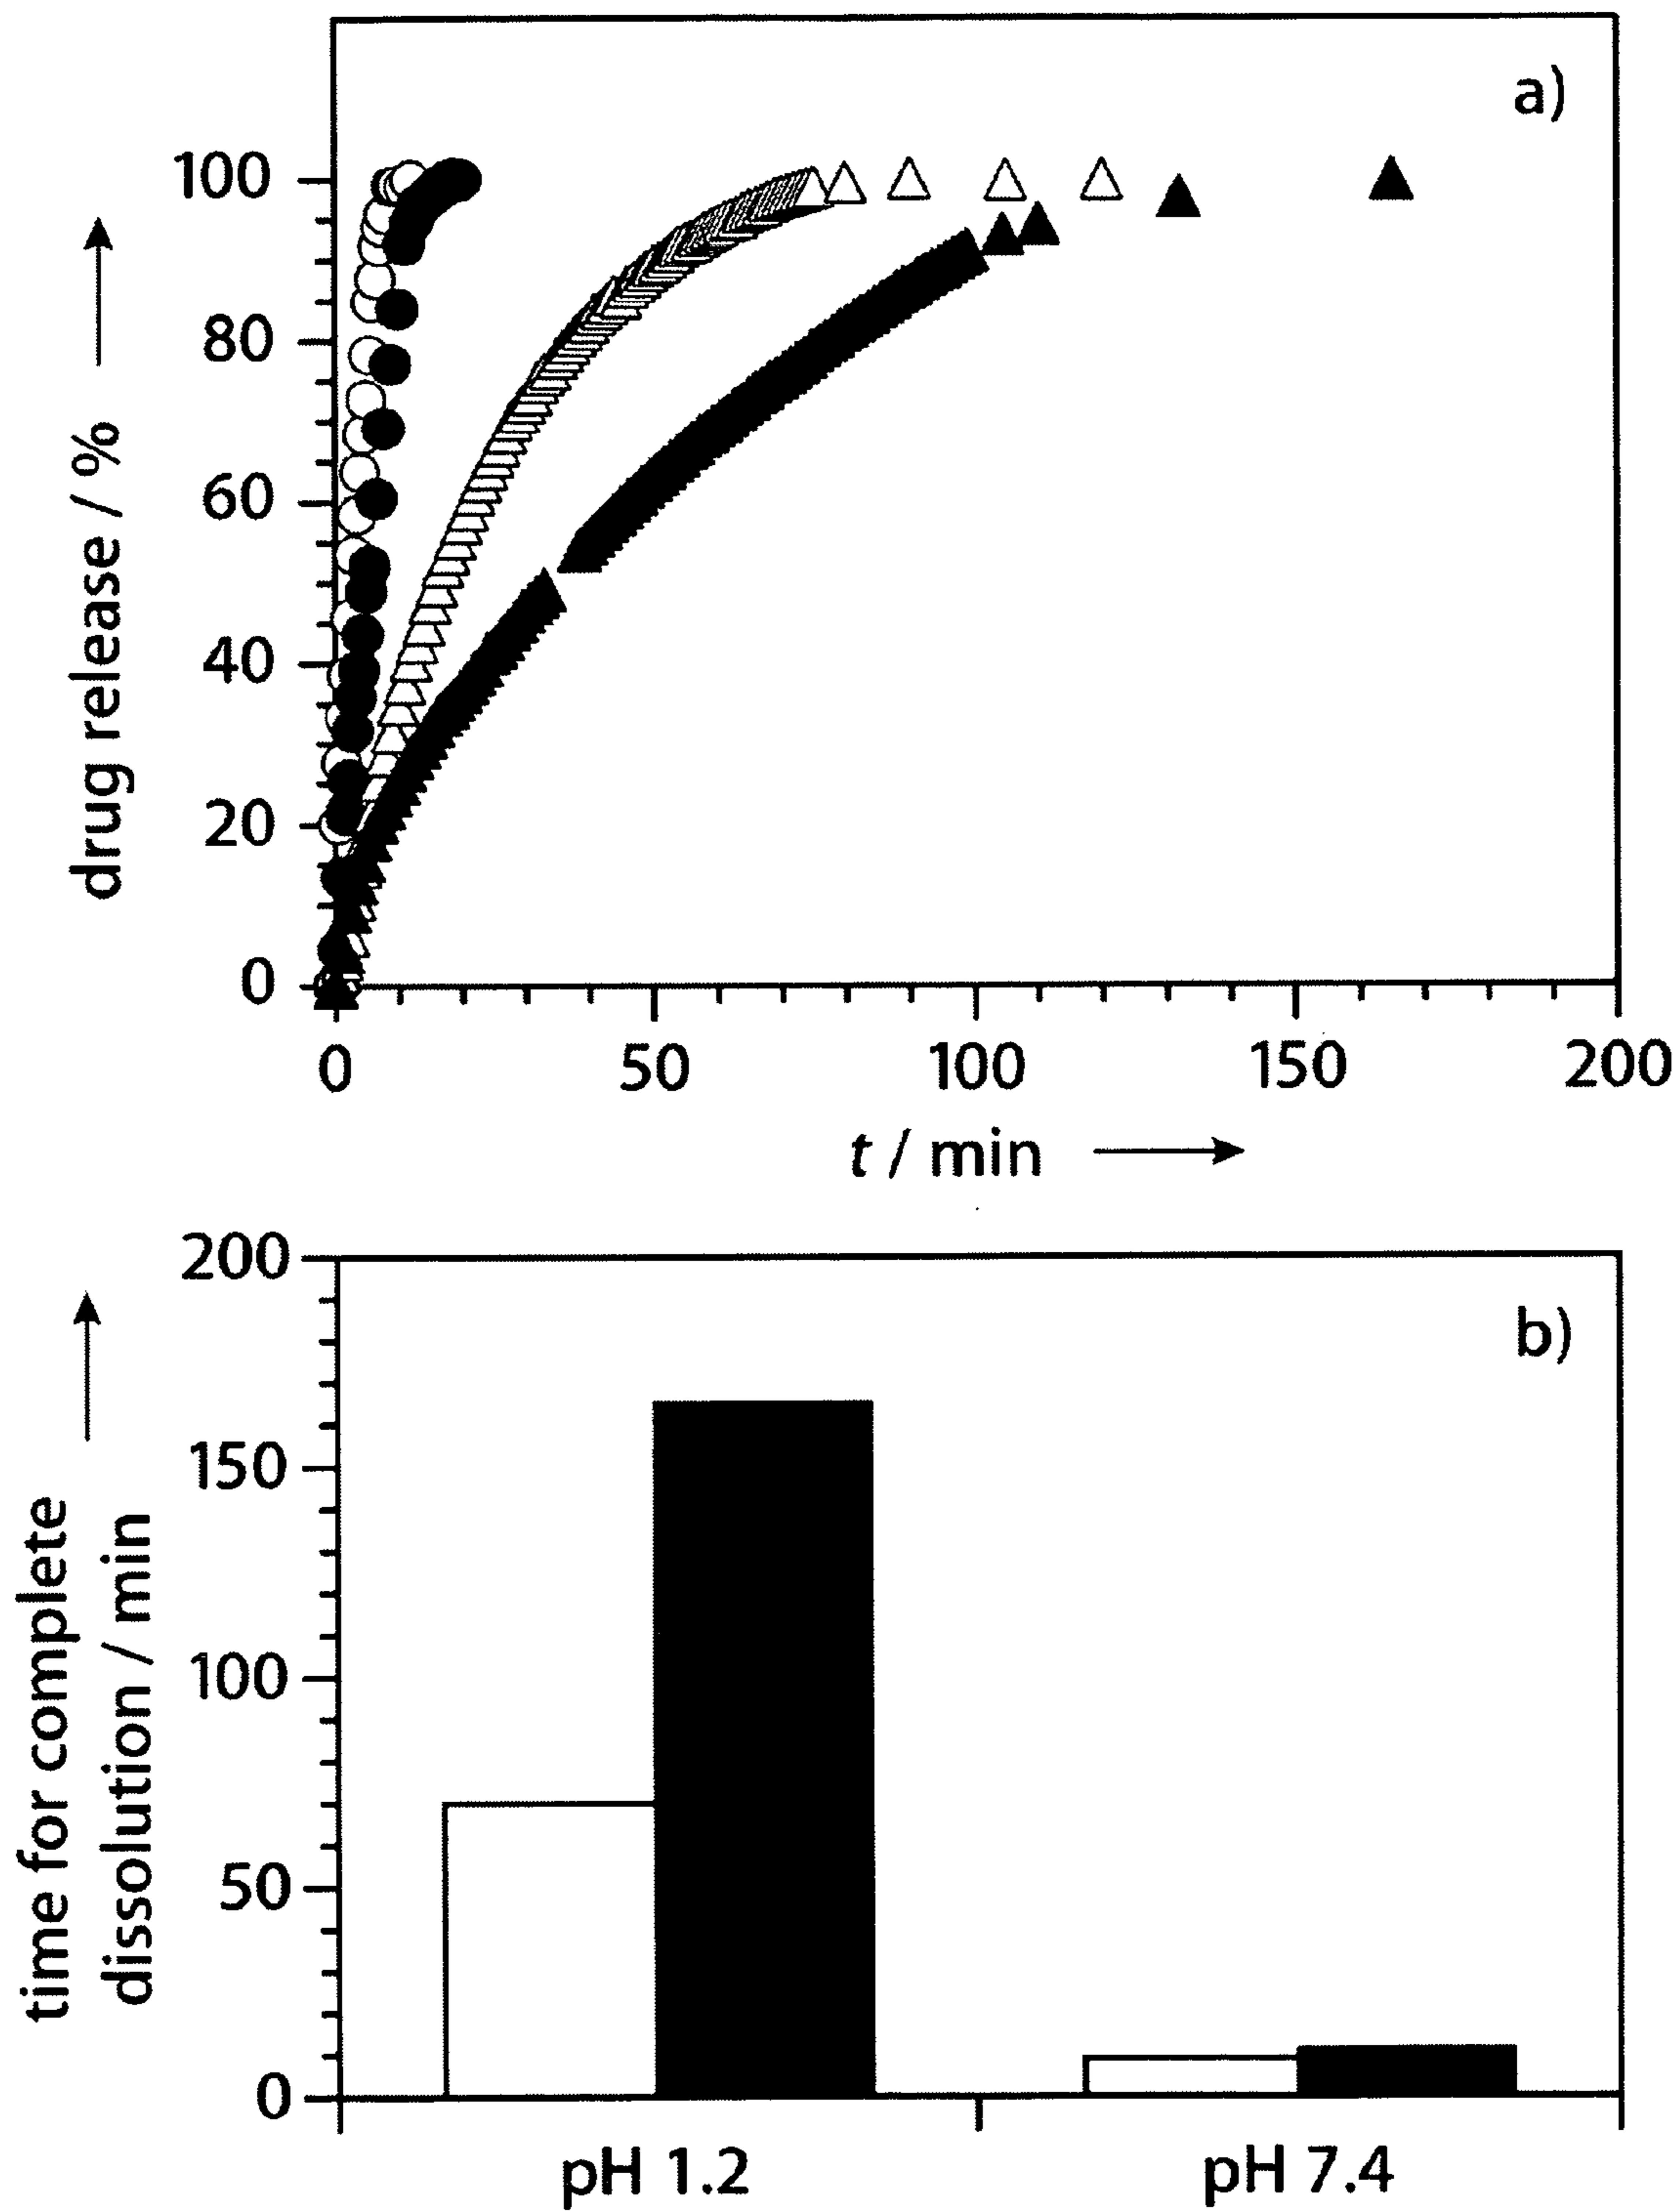 a)
100
80
60
40
20
0
drug release / %
0 50 100 150 200
t / min
b)
200
150
100
50
0
time for complete
dissolution / min
pH 1.2 pH 7.4